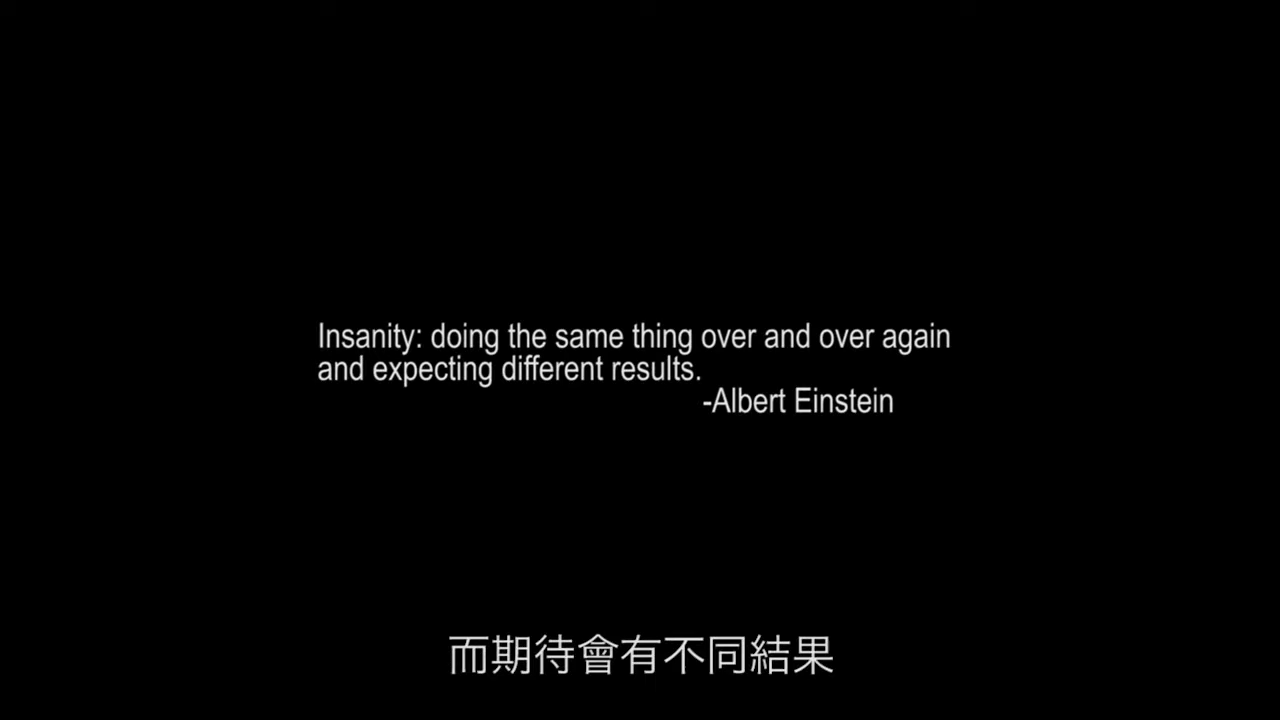 Insanity: doing the same thing over and over again
and expecting different results.
-Albert Einstein
而期待會有不同結果